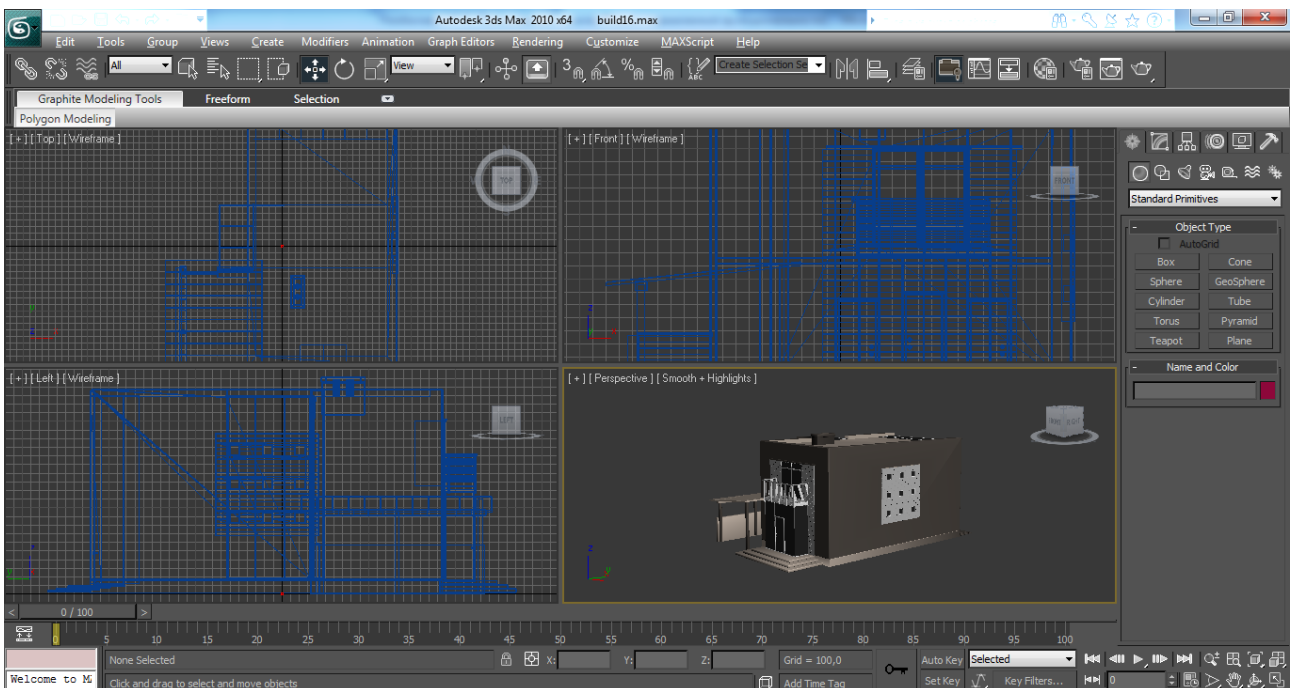 Autodesk 3ds Max 2010 x64 build16.max
Edit Tools Group Views Create Modifiers Animation Graph Editors Rendering Customize MAXScript Help
All View 3 Create Selection Se
Graphite Modeling Tools Freeform Selection
Polygon Modeling
[ + ] [ Top ] [ Wireframe ]
TOP
[ + ] [ Front ] [ Wireframe ]
FRONT
Standard Primitives
- Object Type
AutoGrid
Box Cone
Sphere GeoSphere
Cylinder Tube
Torus Pyramid
Teapot Plane
- Name and Color
[ + ] [ Left ] [ Wireframe ]
LEFT
[ + ] [ Perspective ] [ Smooth + Highlights ]
z
y
< 0 / 100 >
0 5 10 15 20 25 30 35 40 45 50 55 60 65 70 75 80 85 90 95 100
None Selected X: Y: Z: Grid = 100,0 Auto Key Selected
Welcome to M Click and drag to select and move objects Add Time Tag Set Key Key Filters... 0